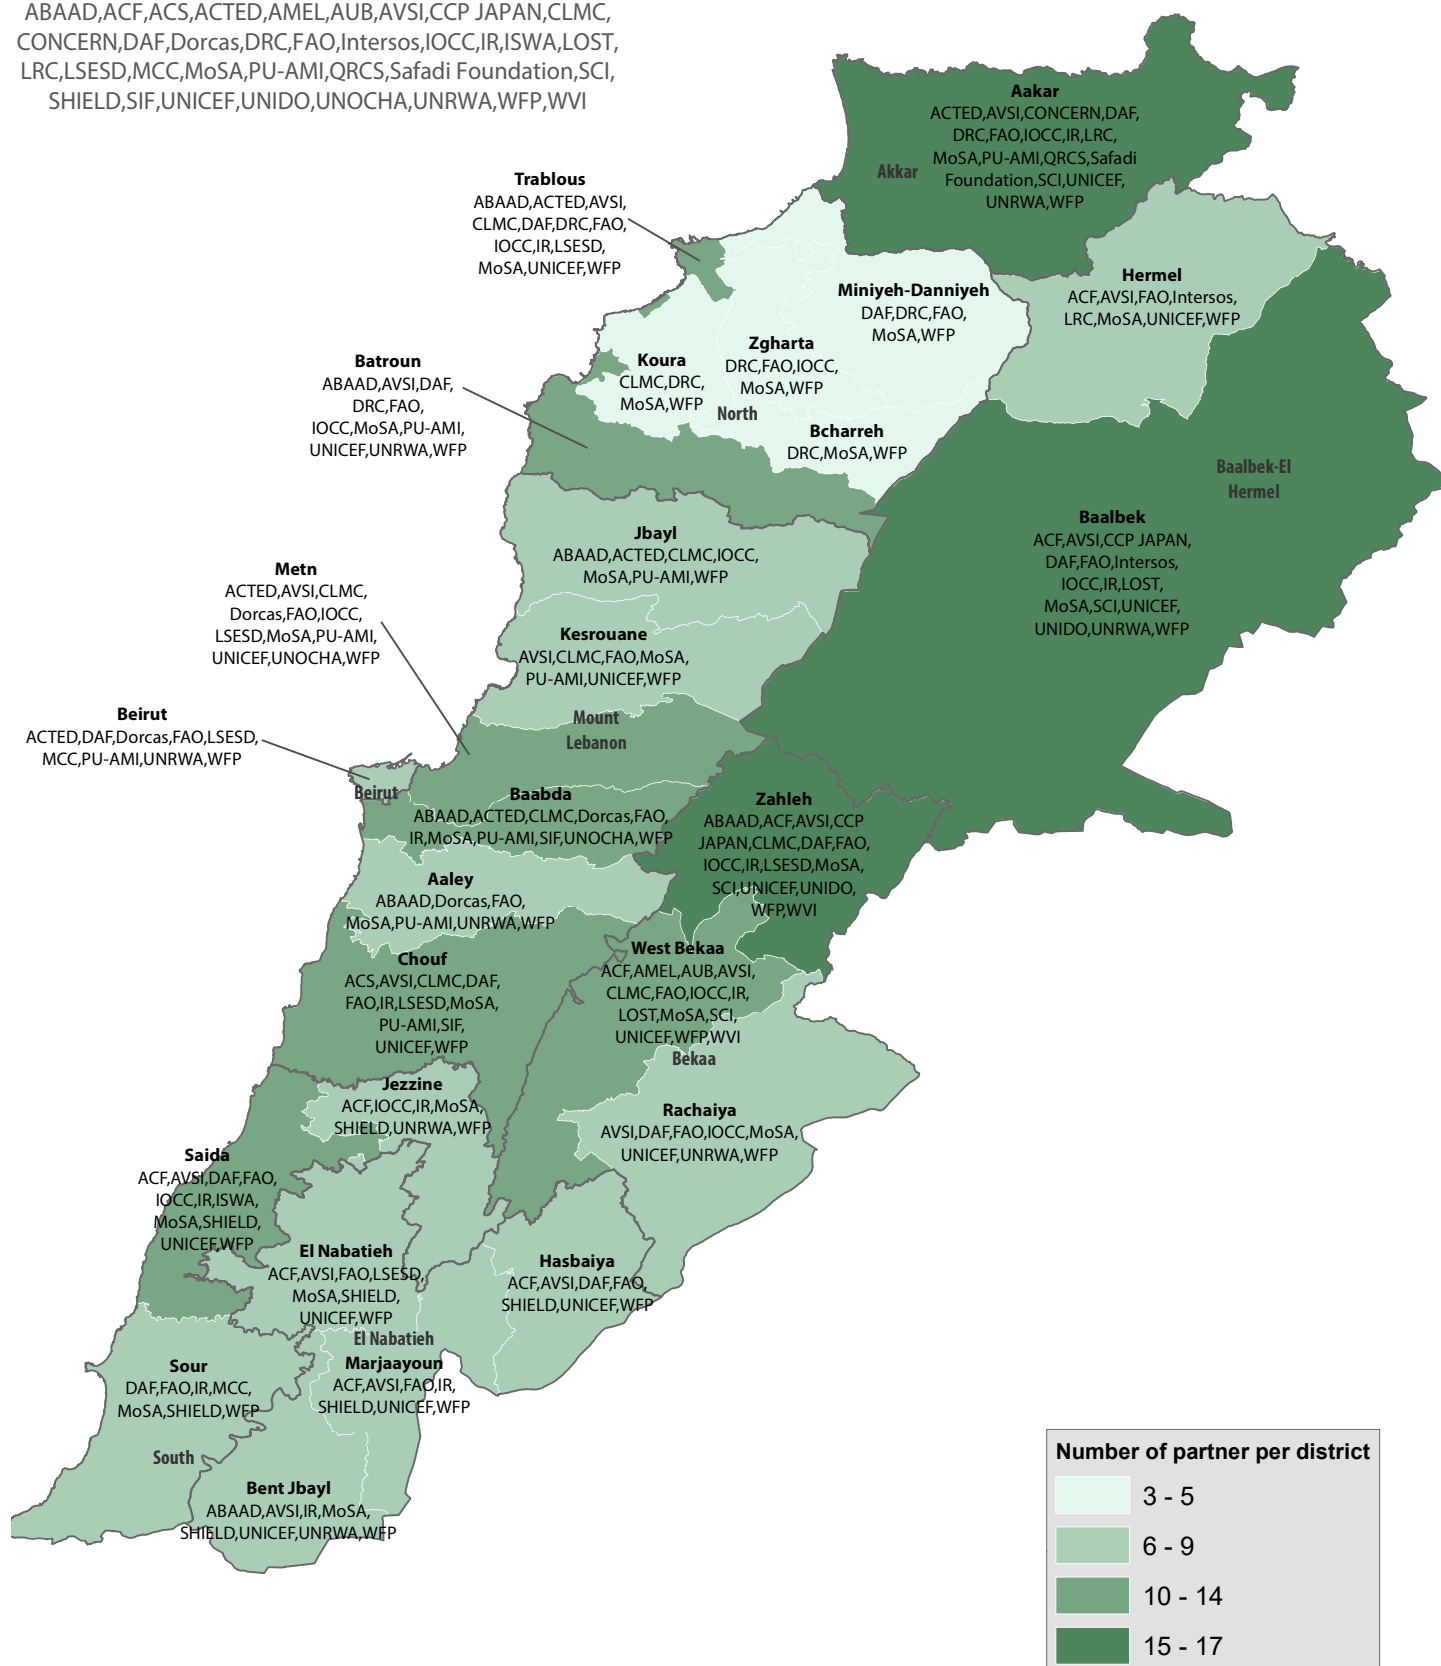 ABAAD,ACF,ACS,ACTED,AMEL,AUB,AVSI,CCP JAPAN,CLMC,
CONCERN,DAF,Dorcas,DRC,FAO,Intersos,IOCC,IR,ISWA,LOST,
LRC,LSESD,MCC,MoSA,PU-AMI,QRCS,Safadi Foundation,SCI,
SHIELD,SIF,UNICEF,UNIDO,UNOCHA,UNRWA,WFP,WVI
Aakar
ACTED,AVSI,CONCERN,DAF,
DRC,FAO,IOCC,IR,LRC,
MoSA,PU-AMI,QRCS,Safadi
Foundation,SCI,UNICEF,
UNRWA,WFP
Akkar
Trablous
ABAAD,ACTED,AVSI,
CLMC,DAF,DRC,FAO,
IOCC,IR,LSESD,
MoSA,UNICEF,WFP
Hermel
ACF,AVSI,FAO,Intersos,
LRC,MoSA,UNICEF,WFP
Miniyeh-Danniyeh
DAF,DRC,FAO,
MoSA,WFP
Zgharta
DRC,FAO,IOCC,
MoSA,WFP
Koura
CLMC,DRC,
MoSA,WFP
North
Batroun
ABAAD,AVSI,DAF,
DRC,FAO,
IOCC,MoSA,PU-AMI,
UNICEF,UNRWA,WFP
Bcharreh
DRC,MoSA,WFP
Baalbek-El
Hermel
Baalbek
ACF,AVSI,CCP JAPAN,
DAF,FAO,Intersos,
IOCC,IR,LOST,
MoSA,SCI,UNICEF,
UNIDO,UNRWA,WFP
Jbayl
ABAAD,ACTED,CLMC,IOCC,
MoSA,PU-AMI,WFP
Metn
ACTED,AVSI,CLMC,
Dorcas,FAO,IOCC,
LSESD,MoSA,PU-AMI,
UNICEF,UNOCHA,WFP
Kesrouane
AVSI,CLMC,FAO,MoSA,
PU-AMI,UNICEF,WFP
Mount
Lebanon
Beirut
ACTED,DAF,Dorcas,FAO,LSESD,
MCC,PU-AMI,UNRWA,WFP
Beirut
Baabda
ABAAD,ACTED,CLMC,Dorcas,FAO,
IR,MoSA,PU-AMI,SIF,UNOCHA,WFP
Zahleh
ABAAD,ACF,AVSI,CCP
JAPAN,CLMC,DAF,FAO,
IOCC,IR,LSESD,MoSA,
SCI,UNICEF,UNIDO,
WFP,WVI
Aaley
ABAAD,Dorcas,FAO,
MoSA,PU-AMI,UNRWA,WFP
Chouf
ACS,AVSI,CLMC,DAF,
FAO,IR,LSESD,MoSA,
PU-AMI,SIF,
UNICEF,WFP
West Bekaa
ACF,AMEL,AUB,AVSI,
CLMC,FAO,IOCC,IR,
LOST,MoSA,SCI,
UNICEF,WFP,WVI
Bekaa
Jezzine
ACF,IOCC,IR,MoSA,
SHIELD,UNRWA,WFP
Rachaiya
AVSI,DAF,FAO,IOCC,MoSA,
UNICEF,UNRWA,WFP
Saida
ACF,AVSI,DAF,FAO,
IOCC,IR,ISWA,
MoSA,SHIELD,
UNICEF,WFP
El Nabatieh
ACF,AVSI,FAO,LSESD,
MoSA,SHIELD,
UNICEF,WFP
El Nabatieh
Hasbaiya
ACF,AVSI,DAF,FAO,
SHIELD,UNICEF,WFP
Marjaayoun
ACF,AVSI,FAO,IR,
SHIELD,UNICEF,WFP
Sour
DAF,FAO,IR,MCC,
MoSA,SHIELD,WFP
South
Bent Jbayl
ABAAD,AVSI,IR,MoSA,
SHIELD,UNICEF,UNRWA,WFP
Number of partner per district
3 - 5
6 - 9
10 - 14
15 - 17